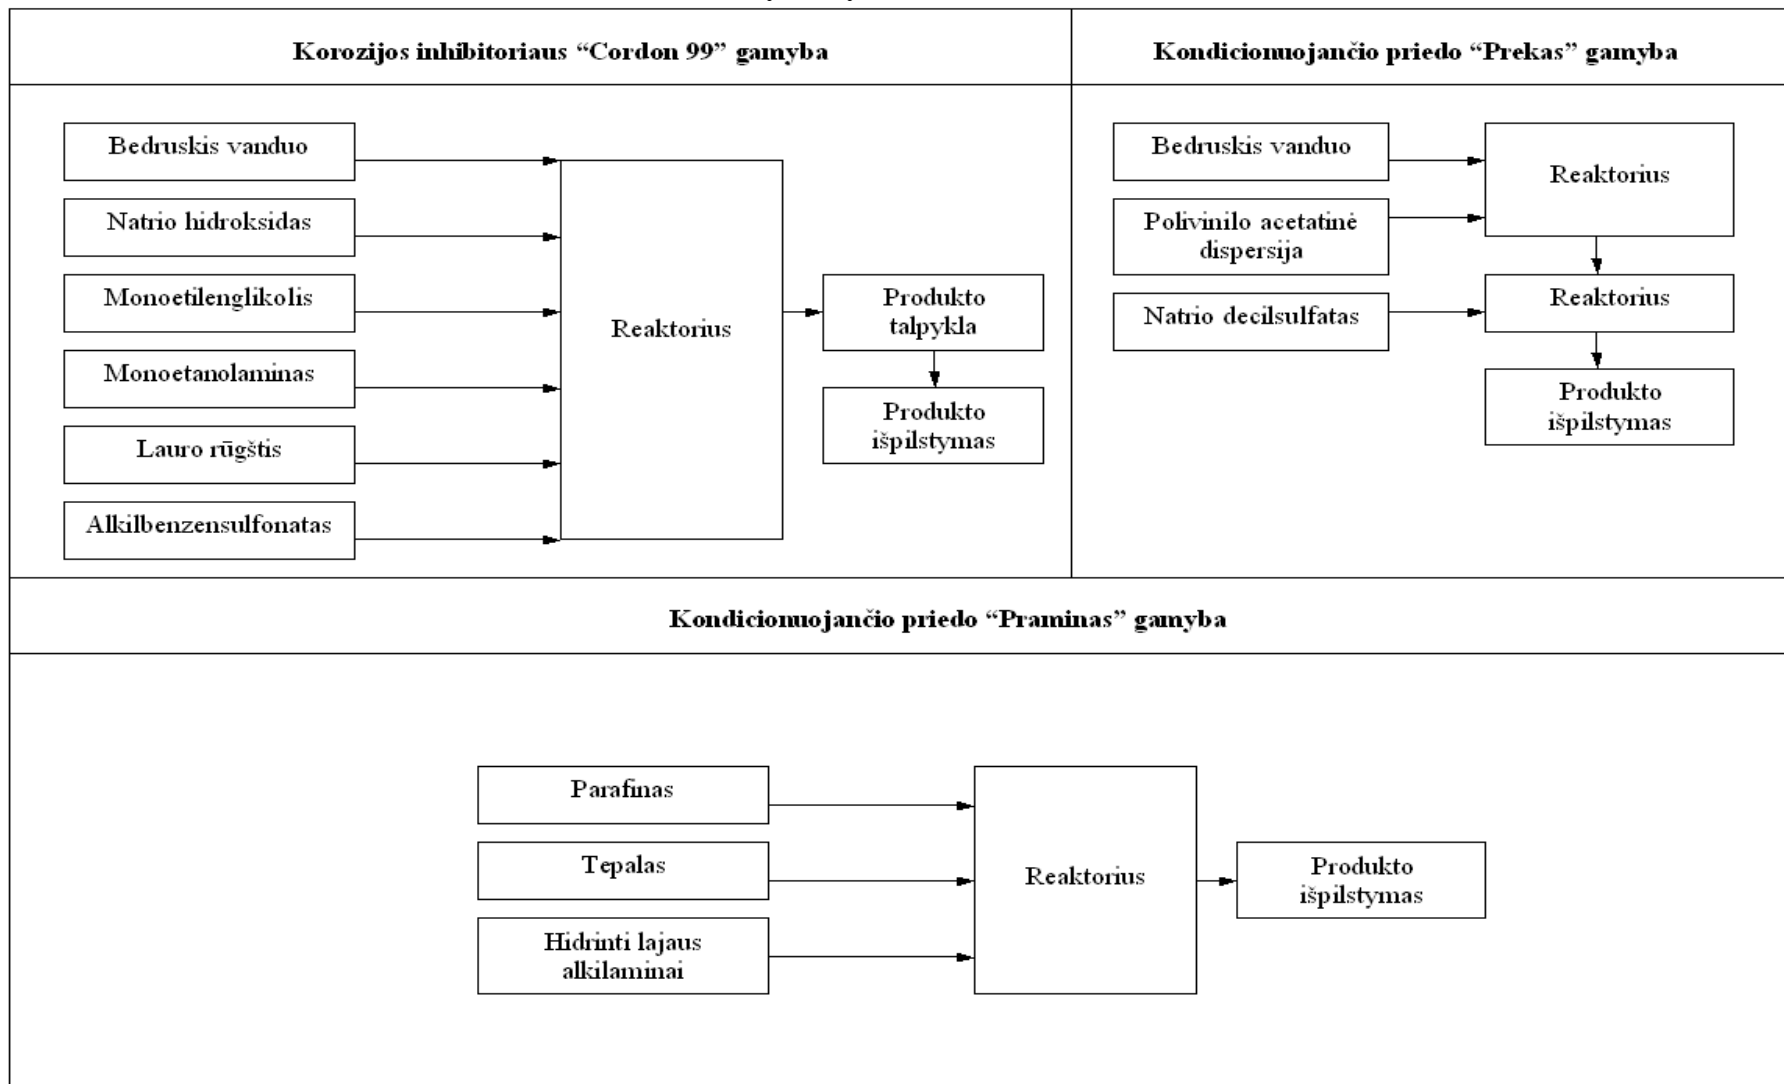 Korozijos inhibitoriaus “Cordon 99” gamyba
Bedruskis vanduo
Natrio hidroksidas
Monoetilenglikolis
Monoetanolaminas
Lauro rūgštis
Alkilbenzensulfonatas
Reaktorius
Produkto
talpykla
Produkto
išpilstymas
Kondicionuojančio priedo “Prekas” gamyba
Bedruskis vanduo
Polivinilo acetatinė
dispersija
Natrio decilsulfatas
Reaktorius
Reaktorius
Produkto
išpilstymas
Kondicionuojančio priedo “Praminas” gamyba
Parafinas
Tepalas
Hidrinti lajaus
alkilaminai
Reaktorius
Produkto
išpilstymas